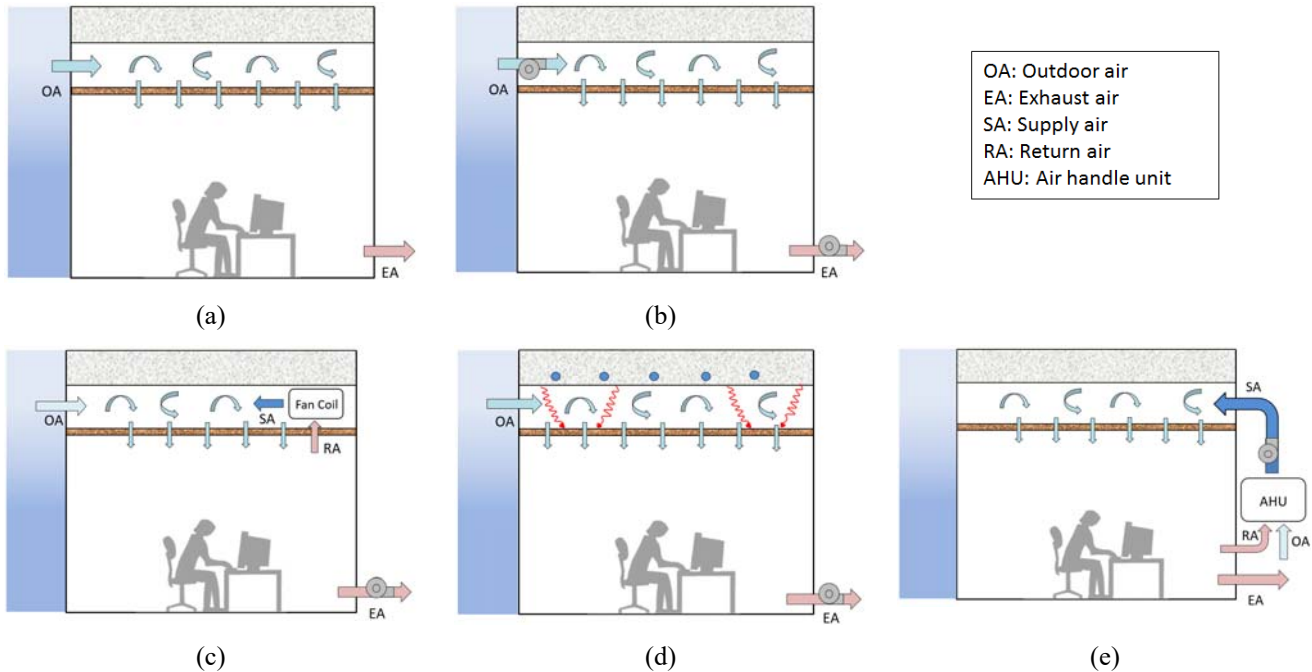 OA
EA
(a)
OA
EA
(b)
OA: Outdoor air
EA: Exhaust air
SA: Supply air
RA: Return air
AHU: Air handle unit
OA
SA
Fan Coil
RA
EA
(c)
OA
EA
(d)
SA
AHU
RA
OA
EA
(e)